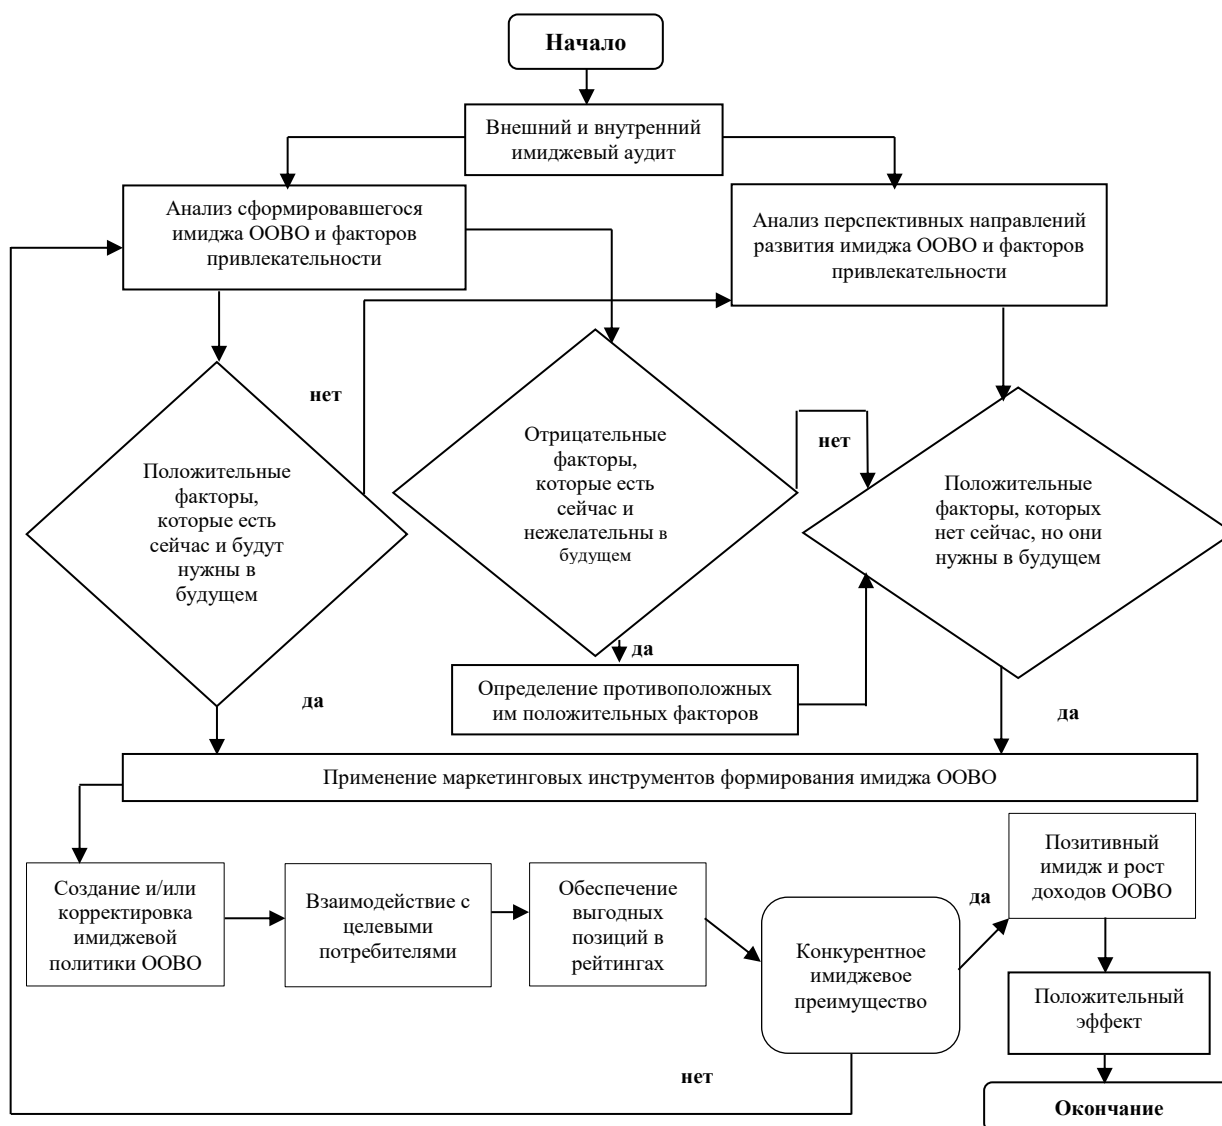 Начало
Внешний и внутренний
имиджевый аудит
Анализ сформировавшегося
имиджа ООВО и факторов
привлекательности
Анализ перспективных направлений
развития имиджа ООВО и факторов
привлекательности
нет
Отрицательные
факторы,
которые есть
сейчас и
нежелательны в
будущем
нет
Положительные
факторы,
которые есть
сейчас и будут
нужны в
будущем
Положительные
факторы, которых
нет сейчас, но они
нужны в будущем
да
Определение противоположных
им положительных факторов
да
да
Применение маркетинговых инструментов формирования имиджа ООВО
Создание и/или
корректировка
имиджевой
политики ООВО
Взаимодействие с
целевыми
потребителями
Обеспечение
выгодных
позиций в
рейтингах
Конкурентное
имиджевое
преимущество
да
Позитивный
имидж и рост
доходов ООВО
Положительный
эффект
нет
Окончание